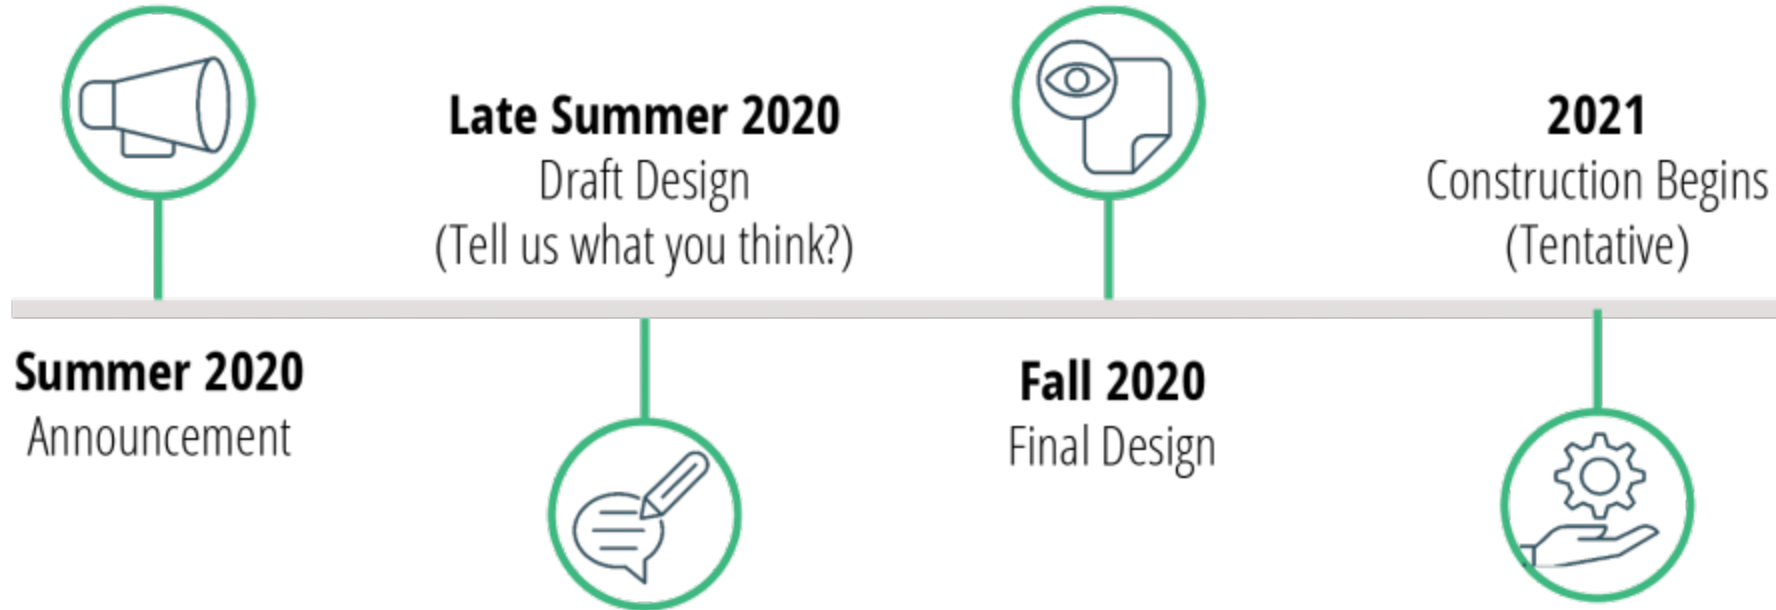 Summer 2020
Announcement
Late Summer 2020
Draft Design
(Tell us what you think?)
Fall 2020
Final Design
2021
Construction Begins
(Tentative)